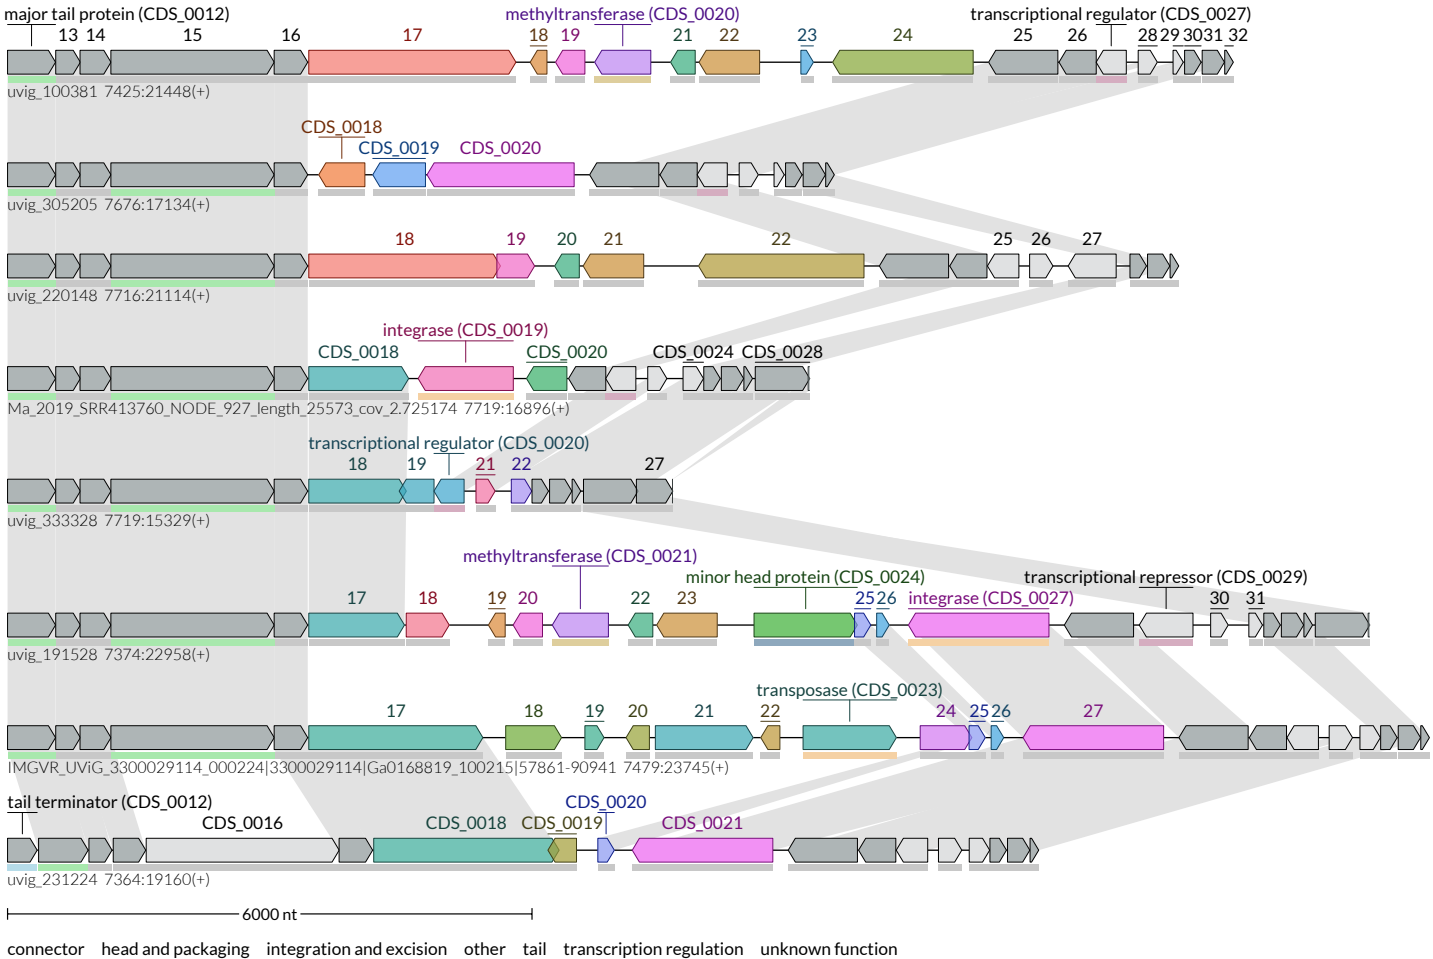 major tail protein (CDS_0012) methyltransferase (CDS_0020) transcriptional regulator (CDS_0027)
13 14 15 16 17 18 19 21 22 23 24 25 26 28 29 30 31 32
uvig_100381 7425:21448(+)
CDS_0018
CDS_0019 CDS_0020
uvig_305205 7676:17134(+)
18 19 20 21 22 25 26 27
uvig_220148 7716:21114(+)
integrase (CDS_0019)
CDS_0018 CDS_0020 CDS_0024 CDS_0028
Ma_2019_SRR413760_NODE_927_length_25573_cov_2.725174 7719:16896(+)
transcriptional regulator (CDS_0020)
18 19 21 22 27
uvig_333328 7719:15329(+)
methyltransferase (CDS_0021)
minor head protein (CDS_0024) transcriptional repressor (CDS_0029)
17 18 19 20 22 23 25 26 integrase (CDS_0027) 30 31
uvig_191528 7374:22958(+)
transposase (CDS_0023)
17 18 19 20 21 22 24 25 26 27
IMGVR_UViG_3300029114_000224|3300029114|Ga0168819_100215|57861-90941 7479:23745(+)
tail terminator (CDS_0012) CDS_0020
CDS_0016 CDS_0018 CDS_0019 CDS_0021
uvig_231224 7364:19160(+)
6000 nt
connector head and packaging integration and excision other tail transcription regulation unknown function